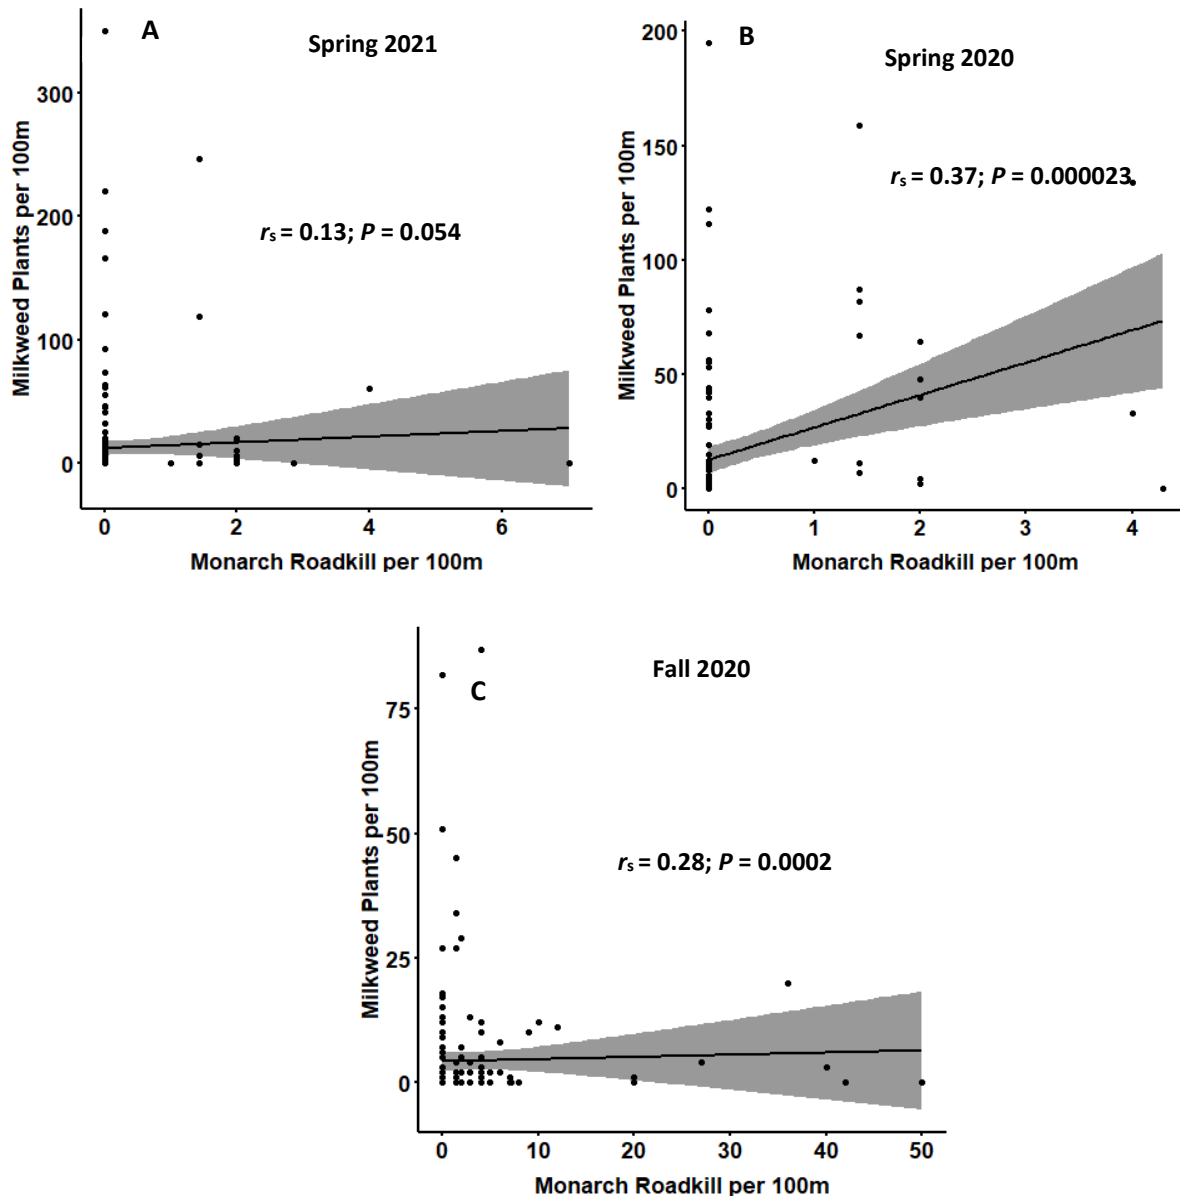 A
Spring 2021
Milkweed Plants per 100m
300
200
100
0
rs = 0.13; P = 0.054
0 2 4 6
Monarch Roadkill per 100m
B
Spring 2020
Milkweed Plants per 100m
200
150
100
50
0
rs = 0.37; P = 0.000023
0 1 2 3 4
Monarch Roadkill per 100m
C
Fall 2020
Milkweed Plants per 100m
75
50
25
0
rs = 0.28; P = 0.0002
0 10 20 30 40 50
Monarch Roadkill per 100m